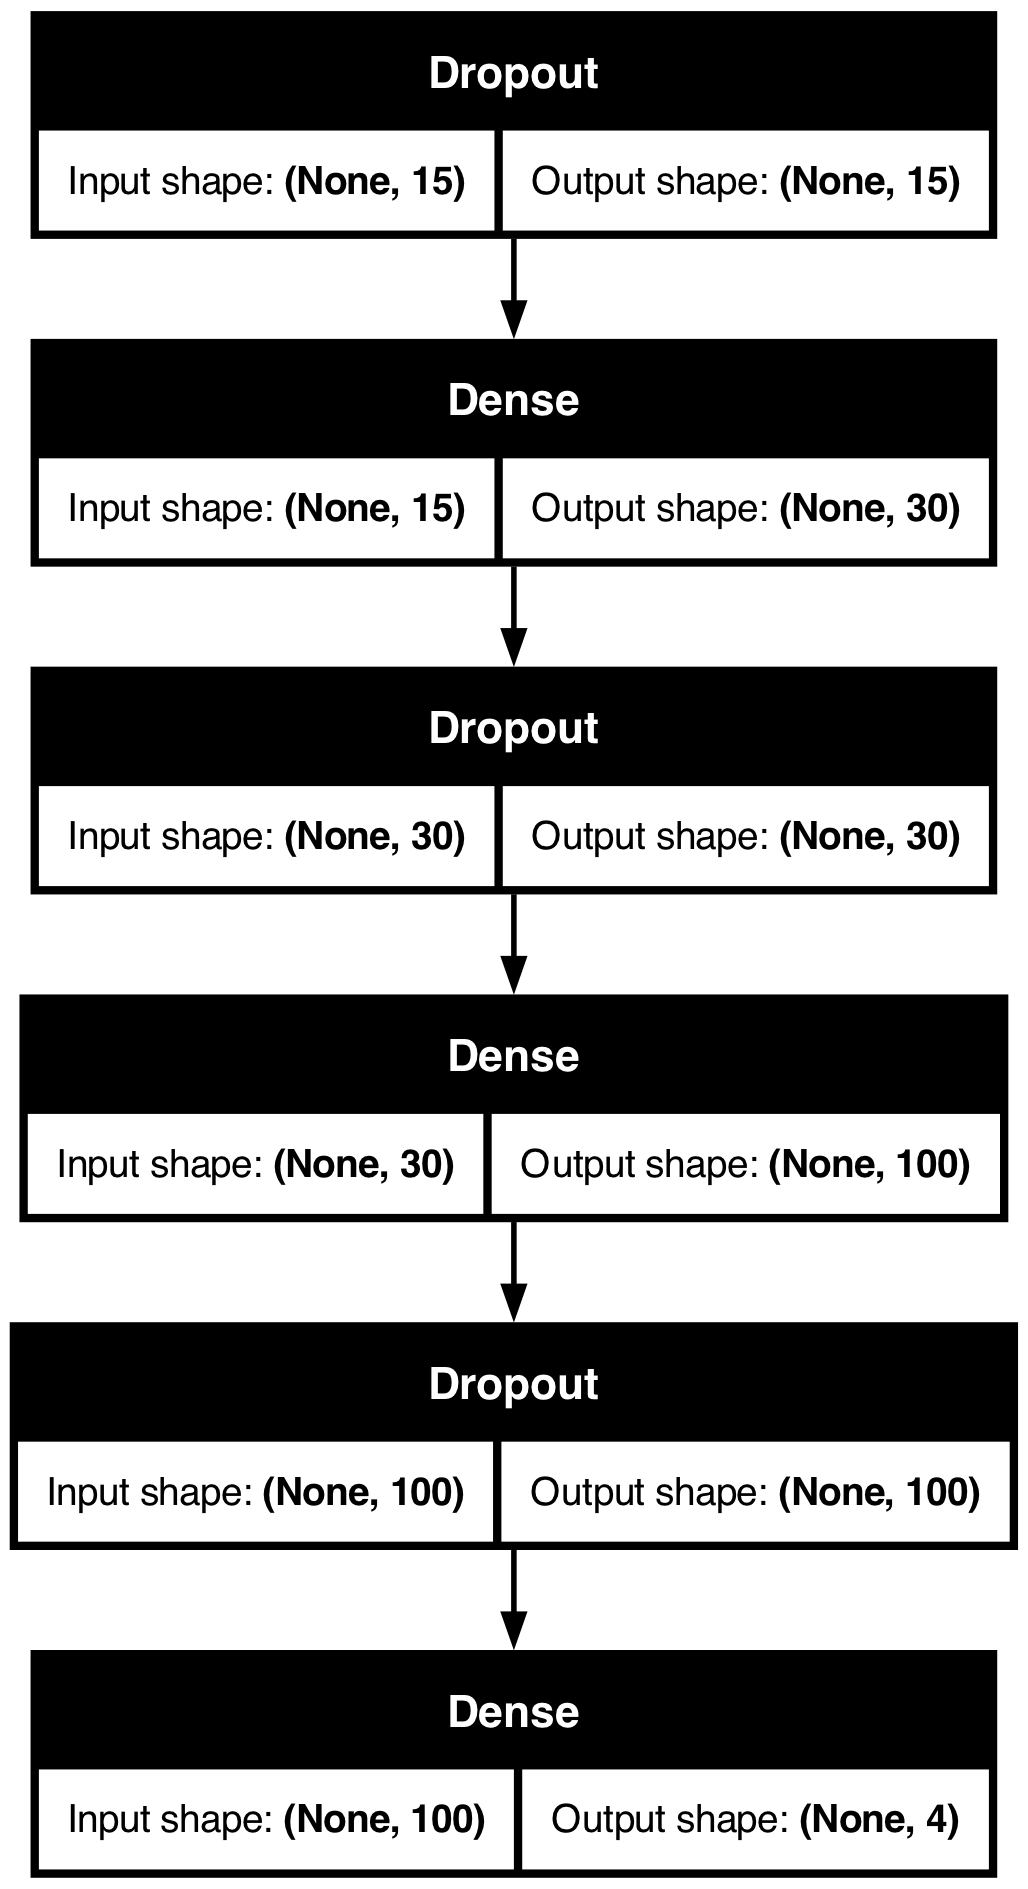 Dropout
Input shape: (None, 15) Output shape: (None, 15)
Dense
Input shape: (None, 15) Output shape: (None, 30)
Dropout
Input shape: (None, 30) Output shape: (None, 30)
Dense
Input shape: (None, 30) Output shape: (None, 100)
Dropout
Input shape: (None, 100) Output shape: (None, 100)
Dense
Input shape: (None, 100) Output shape: (None, 4)